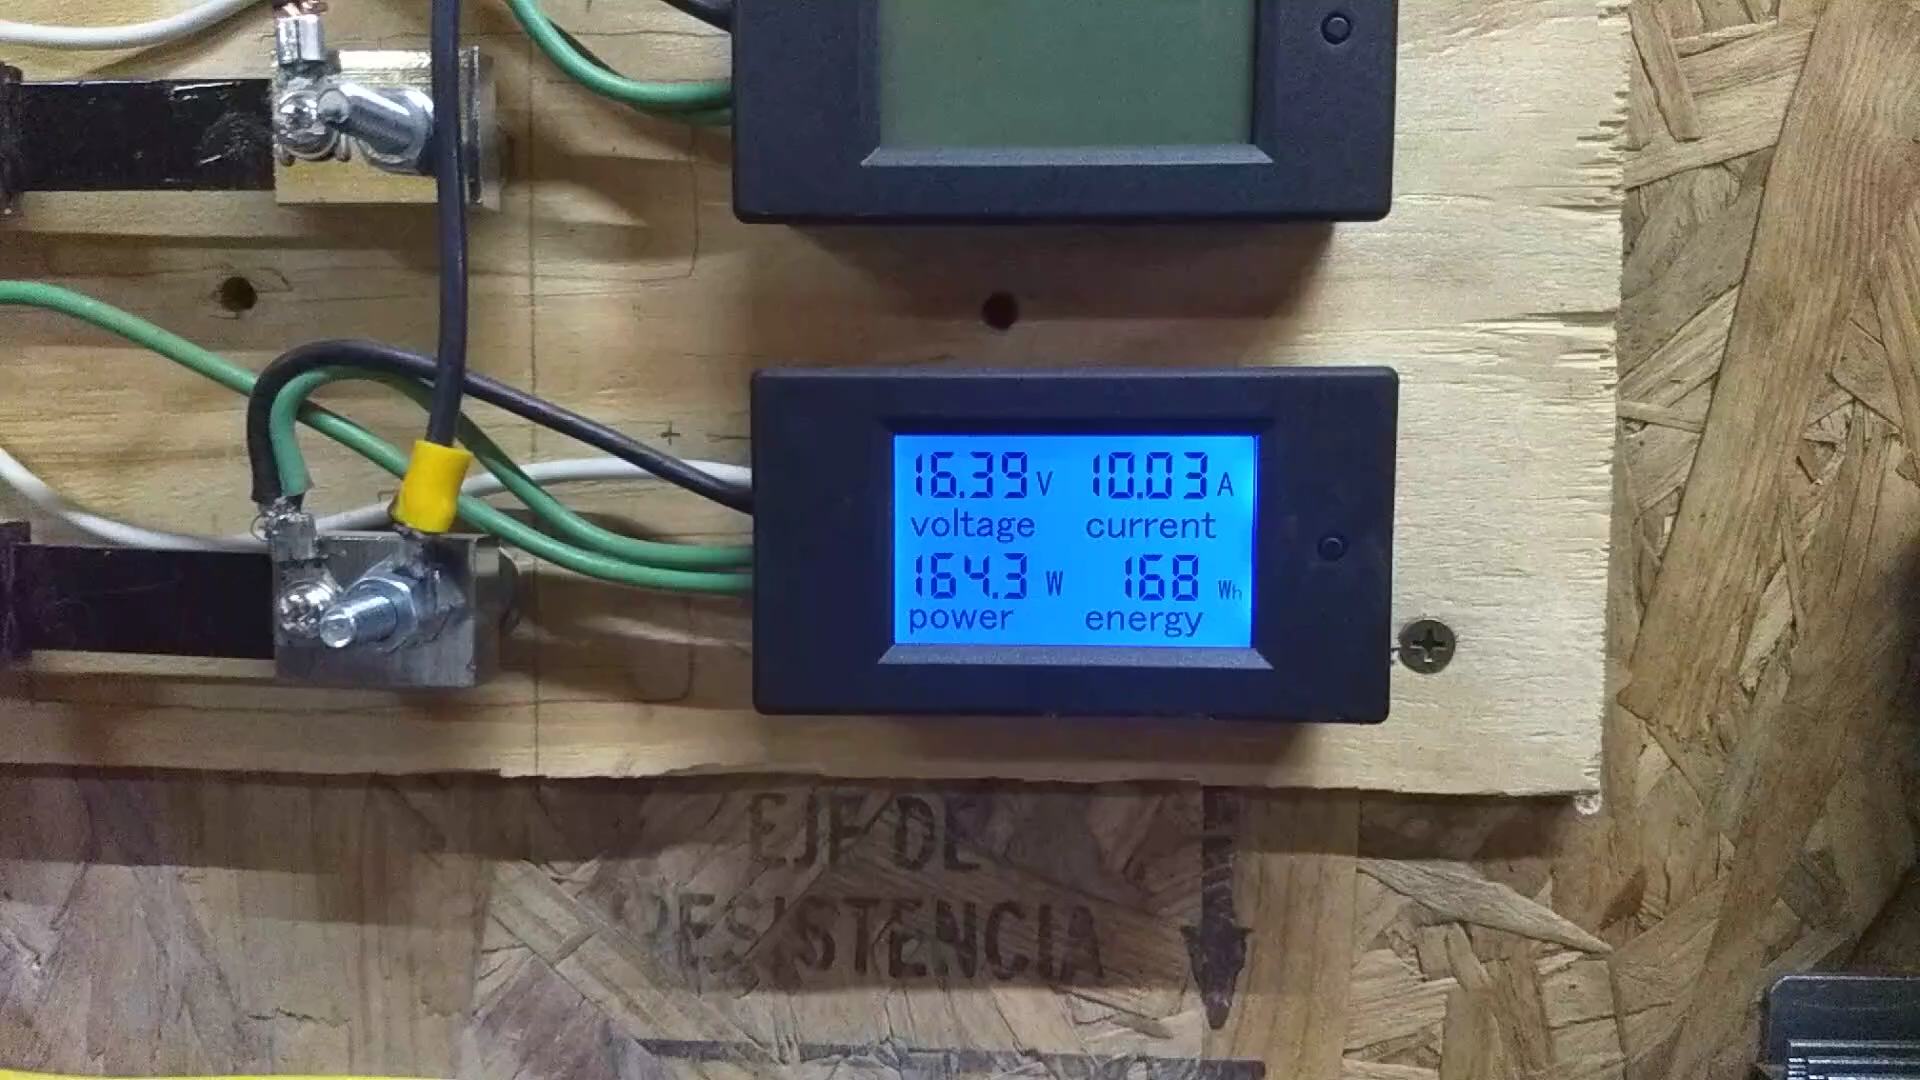 16.39 V 10.03 A
voltage current
164.3 W 168 Wh
power energy
EJE DE
RESISTENCIA